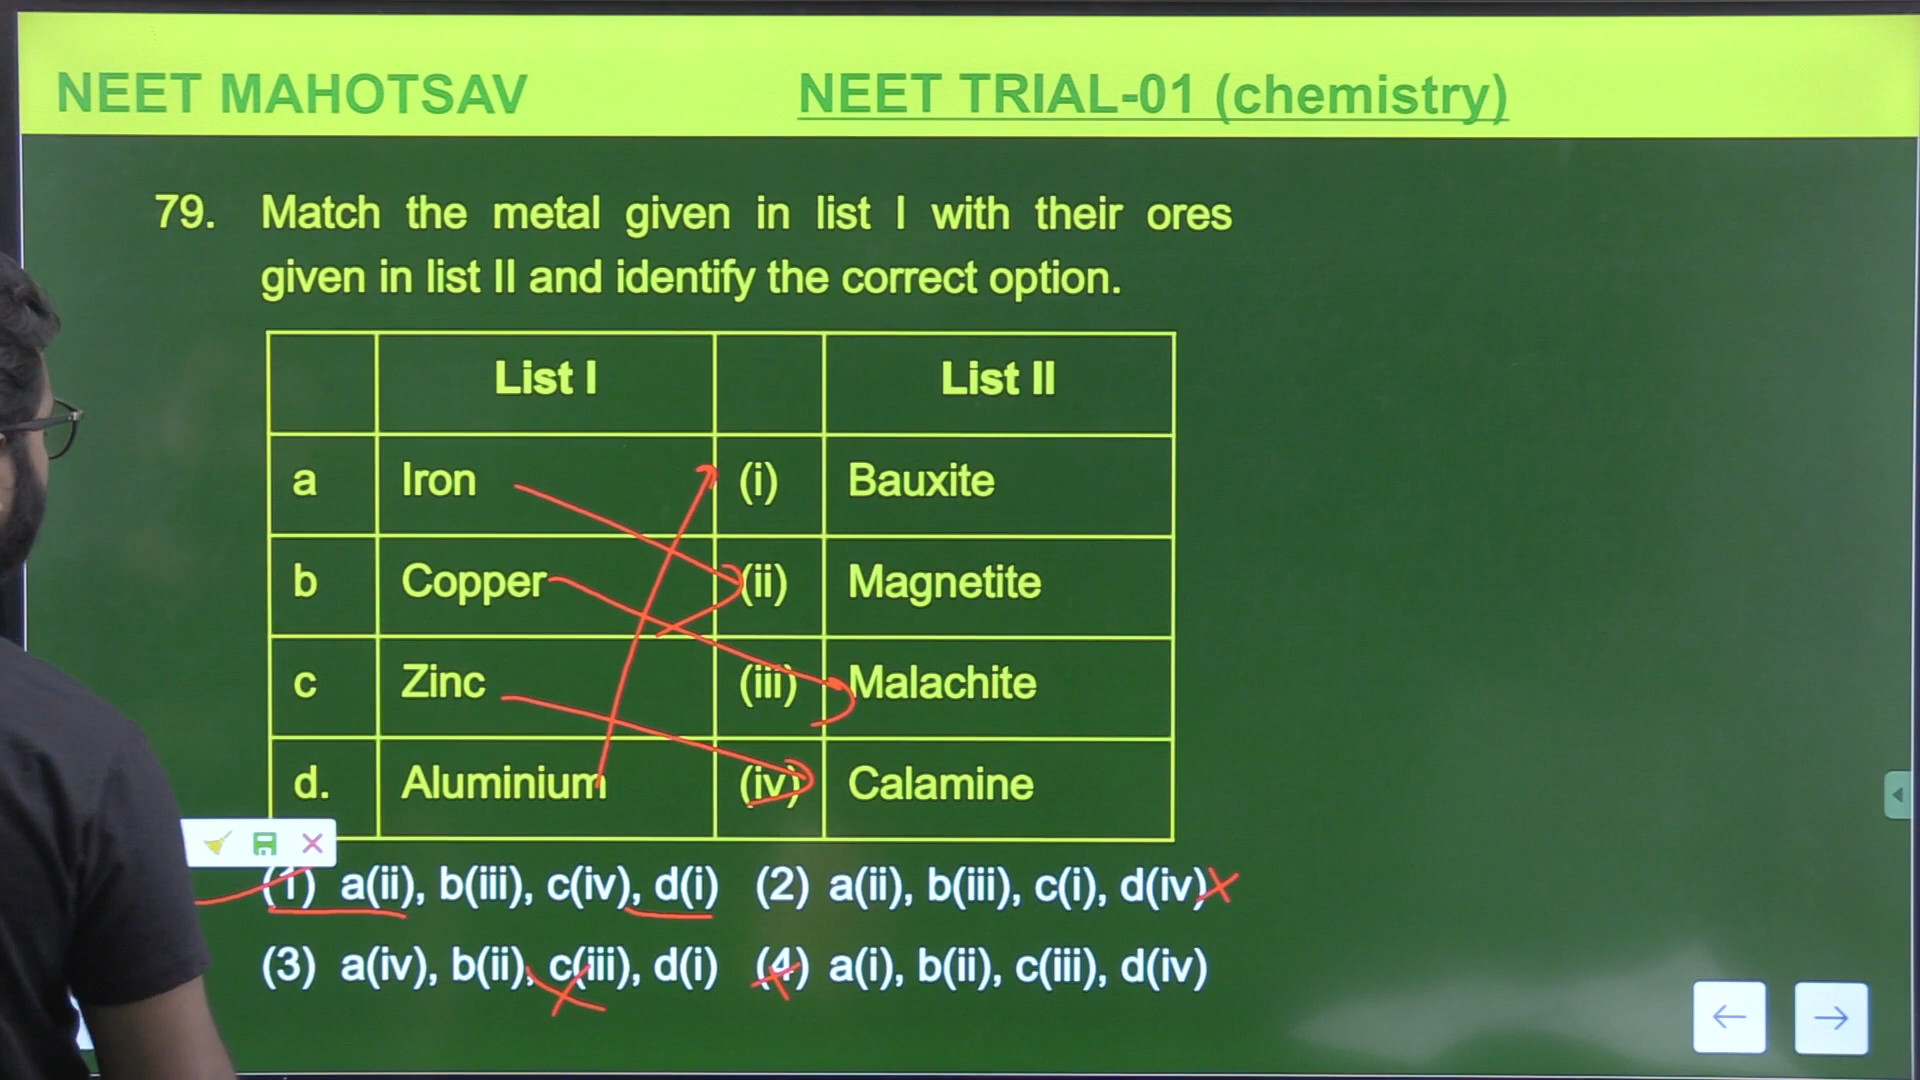 NEET MAHOTSAV NEET TRIAL-01 (chemistry)
79. Match the metal given in list I with their ores
given in list II and identify the correct option.
List I List II
a Iron (i) Bauxite
b Copper (ii) Magnetite
c Zinc (iii) Malachite
d. Aluminium (iv) Calamine
(1) a(ii), b(iii), c(iv), d(i) (2) a(ii), b(iii), c(i), d(iv)
(3) a(iv), b(ii), c(iii), d(i) (4) a(i), b(ii), c(iii), d(iv)